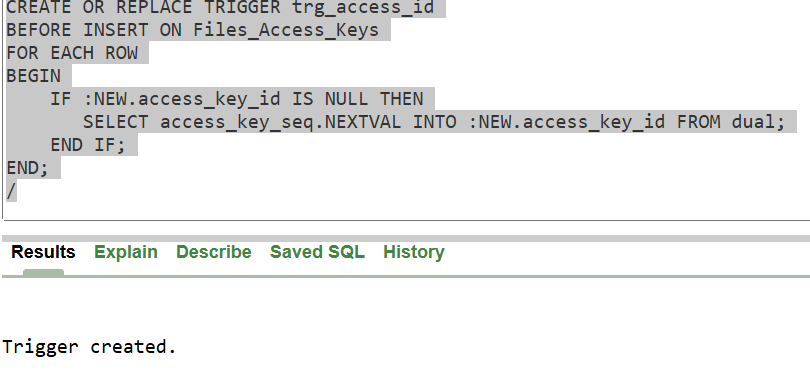 CREATE OR REPLACE TRIGGER trg_access_id
BEFORE INSERT ON Files_Access_Keys
FOR EACH ROW
BEGIN
    IF :NEW.access_key_id IS NULL THEN
       SELECT access_key_seq.NEXTVAL INTO :NEW.access_key_id FROM dual;
    END IF;
END;
/
Results Explain Describe Saved SQL History
Trigger created.